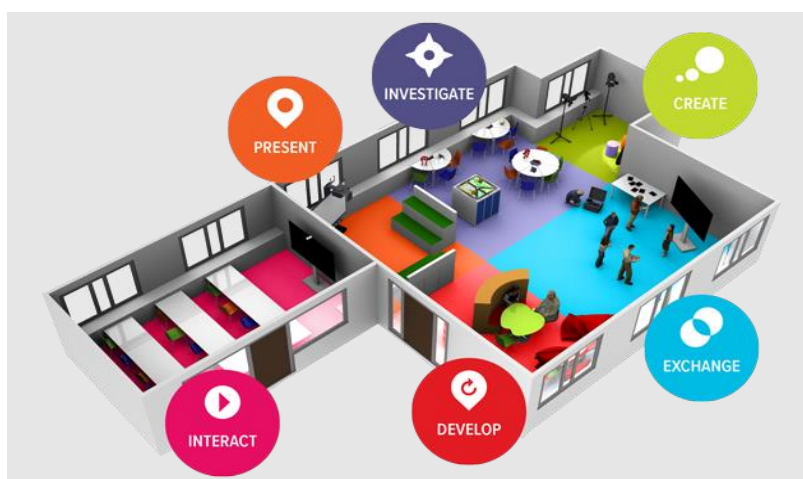 INVESTIGATE
CREATE
PRESENT
EXCHANGE
DEVELOP
INTERACT